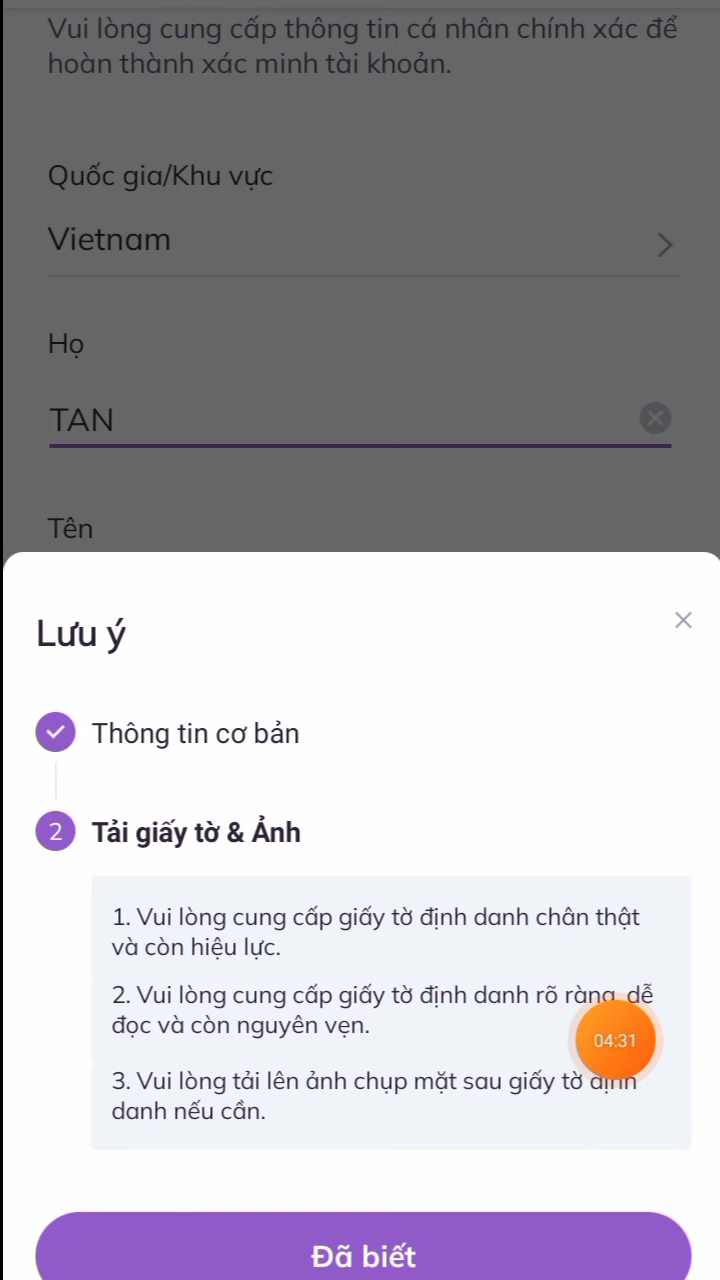 Vui lòng cung cấp thông tin cá nhân chính xác để
hoàn thành xác minh tài khoản.
Quốc gia/Khu vực
Vietnam
Họ
TAN
Tên
Lưu ý
Thông tin cơ bản
2 Tải giấy tờ & Ảnh
1. Vui lòng cung cấp giấy tờ định danh chân thật
và còn hiệu lực.
2. Vui lòng cung cấp giấy tờ định danh rõ ràng, dễ
đọc và còn nguyên vẹn.
04:31
3. Vui lòng tải lên ảnh chụp mặt sau giấy tờ định
danh nếu cần.
Đã biết